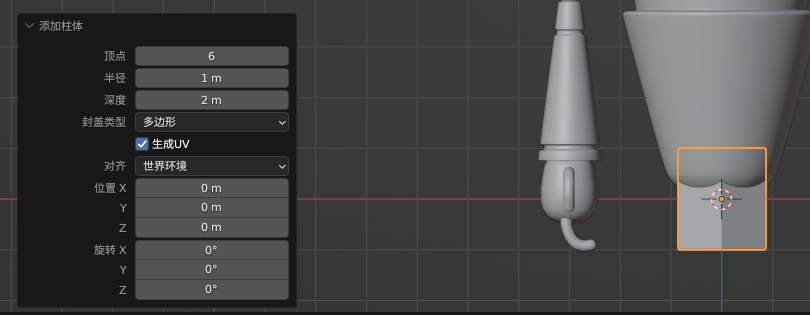 添加柱体
顶点 6
半径 1 m
深度 2 m
封盖类型 多边形
生成UV
对齐 世界环境
位置 X 0 m
Y 0 m
Z 0 m
旋转 X 0°
Y 0°
Z 0°